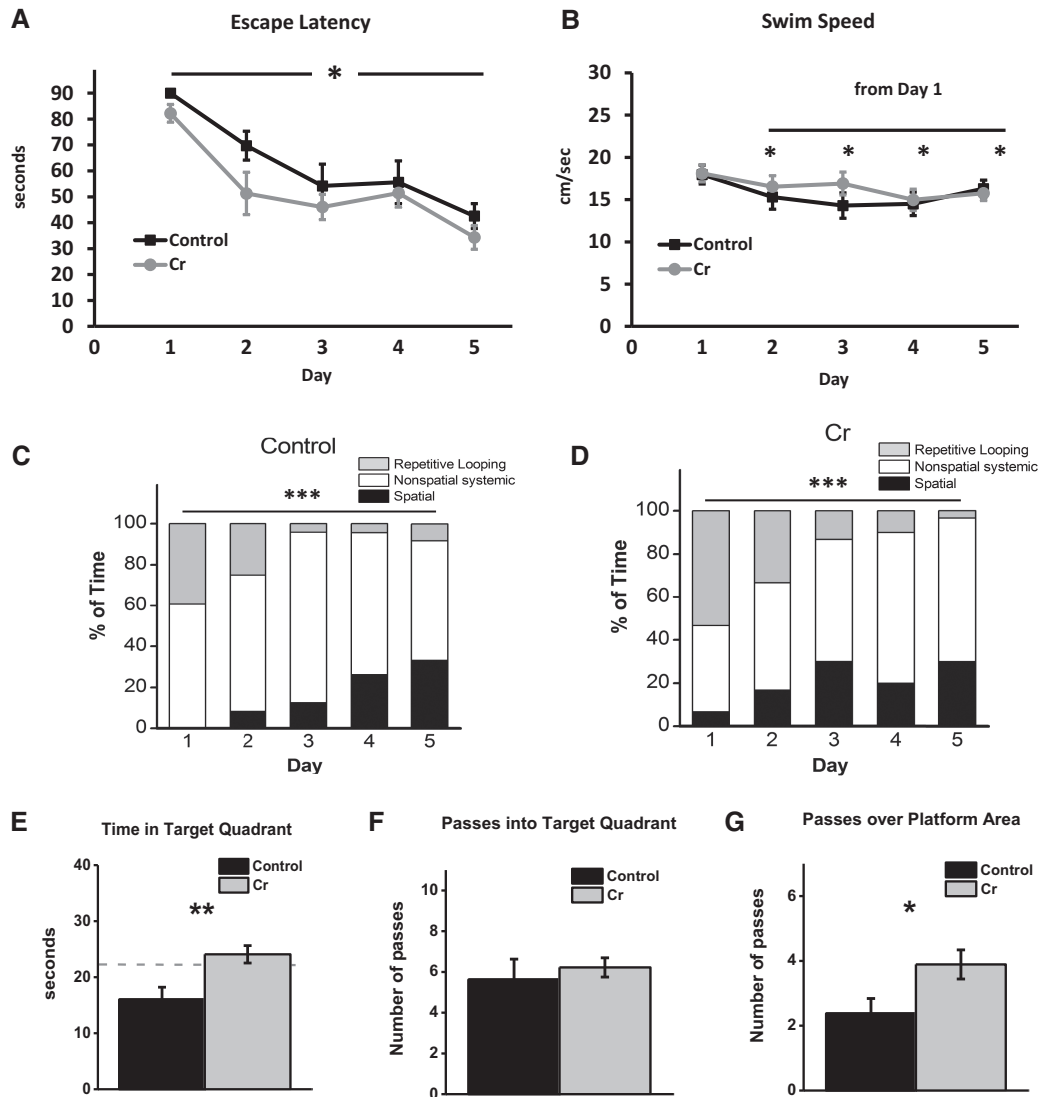 A
Escape Latency
*
90
80
70
60
50
40
30
20
10
0
seconds
Control
Cr
0 1 2 3 4 5
Day
B
Swim Speed
30
25
20
15
10
5
0
cm/sec
from Day 1
* * * *
Control
Cr
0 1 2 3 4 5
Day
C
Control
Repetitive Looping
Nonspatial systemic
Spatial
***
100
80
60
40
20
0
% of Time
1 2 3 4 5
Day
D
Cr
Repetitive Looping
Nonspatial systemic
Spatial
***
100
80
60
40
20
0
% of Time
1 2 3 4 5
Day
E
Time in Target Quadrant
Control
Cr
**
40
30
20
10
0
seconds
F
Passes into Target Quadrant
Control
Cr
10
8
6
4
2
0
Number of passes
G
Passes over Platform Area
Control
Cr
*
6
4
2
0
Number of passes